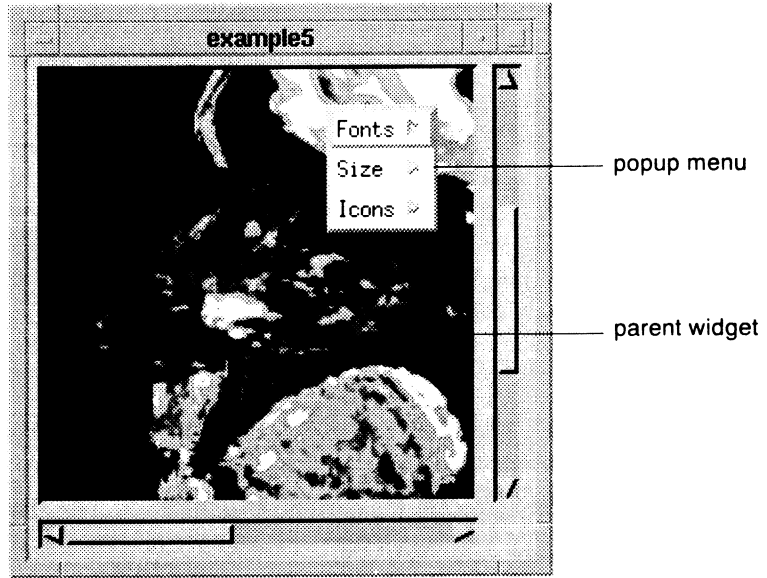 example5
Fonts
Size
Icons
popup menu
parent widget